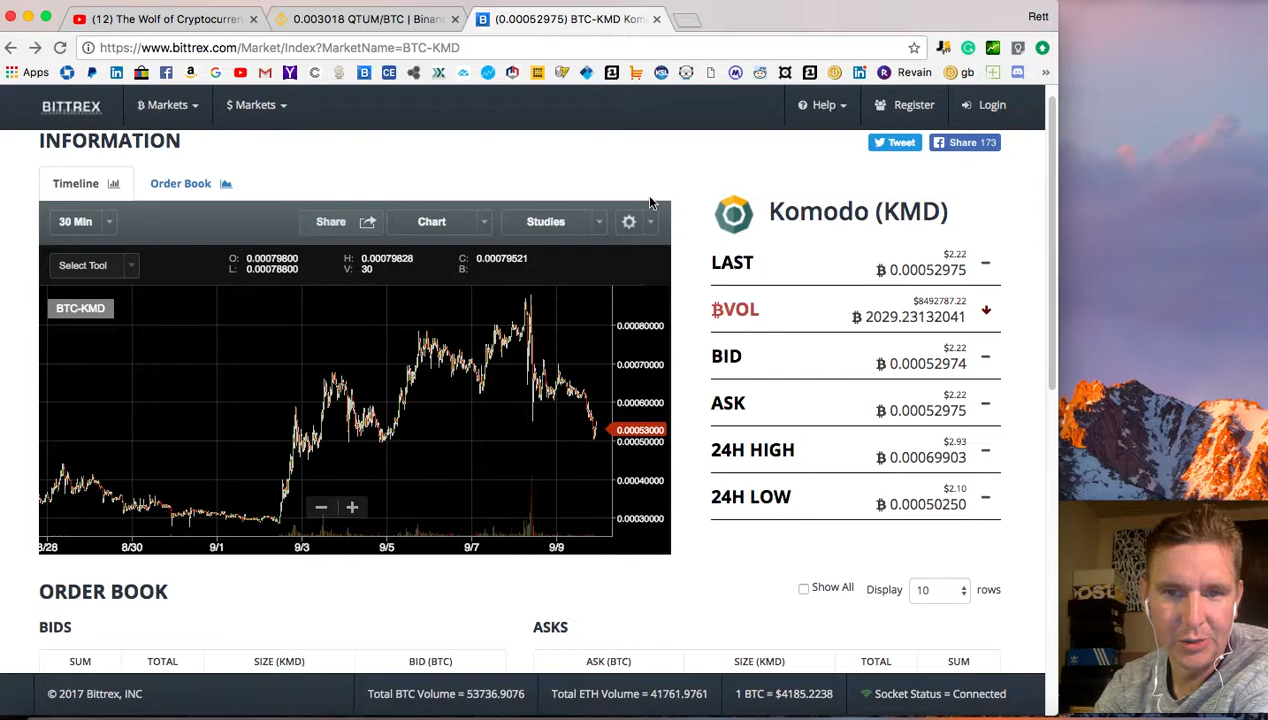 (12) The Wolf of Cryptocurren
0.003018 QTUM/BTC | Binanc
(0.00052975) BTC-KMD Kom
Rett
https://www.bittrex.com/Market/Index?MarketName=BTC-KMD
Apps
Revain
gb
BITTREX
₿ Markets
$ Markets
Help
Register
Login
INFORMATION
Tweet
Share 173
Timeline
Order Book
30 Min
Share
Chart
Studies
Select Tool
O: 0.00079800
H: 0.00079828
C: 0.00079521
L: 0.00078800
V: 30
B:
BTC-KMD
0.00080000
0.00070000
0.00060000
0.00053000
0.00050000
0.00040000
0.00030000
8/28
8/30
9/1
9/3
9/5
9/7
9/9
Komodo (KMD)
$2.22
LAST ₿ 0.00052975
$8492787.22
₿VOL ₿ 2029.23132041
$2.22
BID ₿ 0.00052974
$2.22
ASK ₿ 0.00052975
$2.93
24H HIGH ₿ 0.00069903
$2.10
24H LOW ₿ 0.00050250
ORDER BOOK
Show All
Display 10 rows
BIDS
ASKS
SUM TOTAL SIZE (KMD) BID (BTC)
ASK (BTC) SIZE (KMD) TOTAL SUM
© 2017 Bittrex, INC
Total BTC Volume = 53736.9076
Total ETH Volume = 41761.9761
1 BTC = $4185.2238
Socket Status = Connected